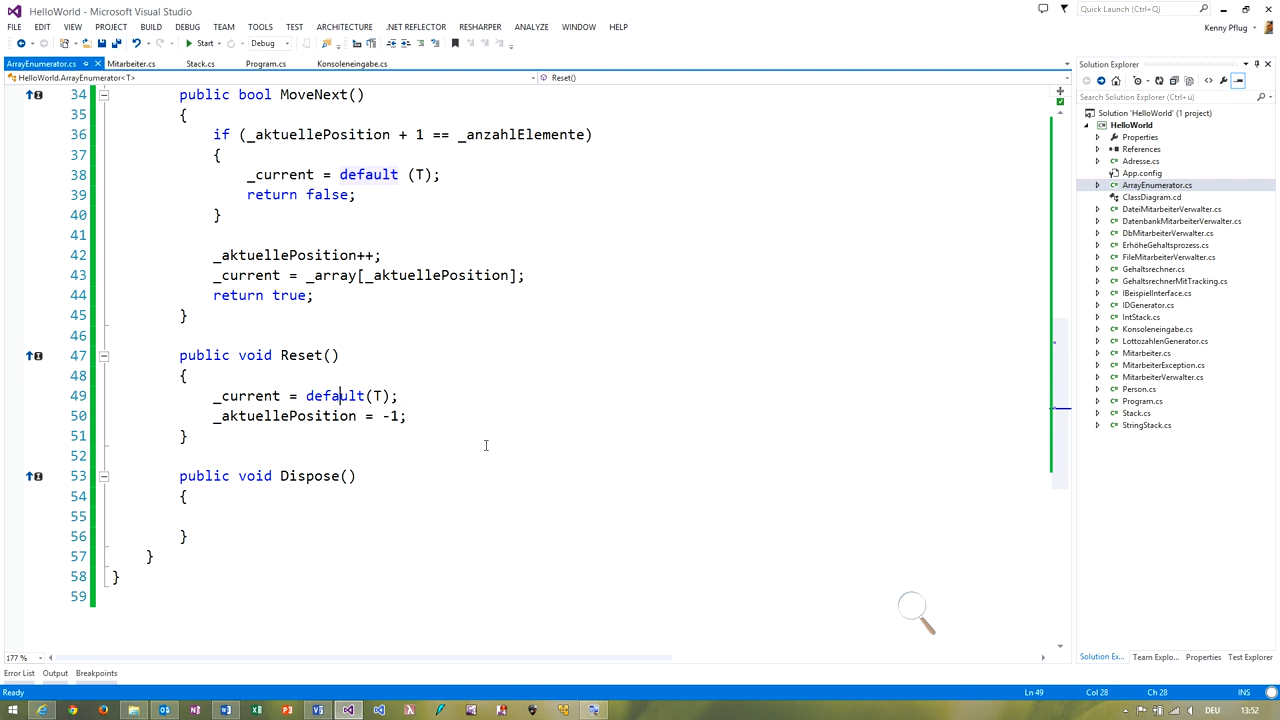 HelloWorld - Microsoft Visual Studio
Quick Launch (Ctrl+Q)
FILE EDIT VIEW PROJECT BUILD DEBUG TEAM TOOLS TEST ARCHITECTURE .NET REFLECTOR RESHARPER ANALYZE WINDOW HELP
Kenny Pflug
Start Debug
ArrayEnumerator.cs Mitarbeiter.cs Stack.cs Program.cs Konsoleneingabe.cs
HelloWorld.ArrayEnumerator<T> Reset()
34 public bool MoveNext()
35 {
36 if (_aktuellePosition + 1 == _anzahlElemente)
37 {
38 _current = default (T);
39 return false;
40 }
41
42 _aktuellePosition++;
43 _current = _array[_aktuellePosition];
44 return true;
45 }
46
47 public void Reset()
48 {
49 _current = default(T);
50 _aktuellePosition = -1;
51 }
52
53 public void Dispose()
54 {
55
56 }
57 }
58 }
59
177 %
Solution Explorer
Search Solution Explorer (Ctrl+ü)
Solution 'HelloWorld' (1 project)
HelloWorld
Properties
References
Adresse.cs
App.config
ArrayEnumerator.cs
ClassDiagram.cd
DateiMitarbeiterVerwalter.cs
DatenbankMitarbeiterVerwalter.cs
DbMitarbeiterVerwalter.cs
ErhöheGehaltsprozess.cs
FileMitarbeiterVerwalter.cs
Gehaltsrechner.cs
GehaltsrechnerMitTracking.cs
IBeispielInterface.cs
IDGenerator.cs
IntStack.cs
Konsoleneingabe.cs
LottozahlenGenerator.cs
Mitarbeiter.cs
MitarbeiterException.cs
MitarbeiterVerwalter.cs
Person.cs
Program.cs
Stack.cs
StringStack.cs
Solution Ex... Team Explo... Properties Test Explorer
Error List Output Breakpoints
Ready Ln 49 Col 28 Ch 28 INS
DEU 13:52